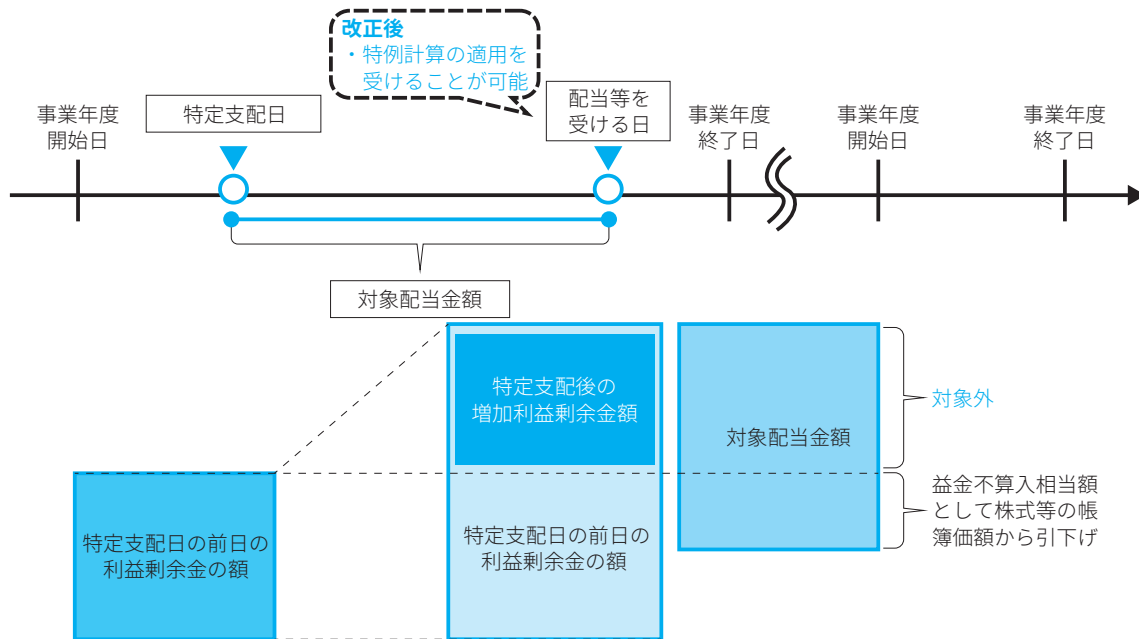 改正後
・特例計算の適用を
受けることが可能
事業年度
開始日
特定支配日
配当等を
受ける日
事業年度
終了日
事業年度
開始日
事業年度
終了日
対象配当金額
特定支配後の
増加利益剰余金額
対象配当金額
対象外
特定支配日の前日の
利益剰余金の額
特定支配日の前日の
利益剰余金の額
益金不算入相当額
として株式等の帳
簿価額から引下げ